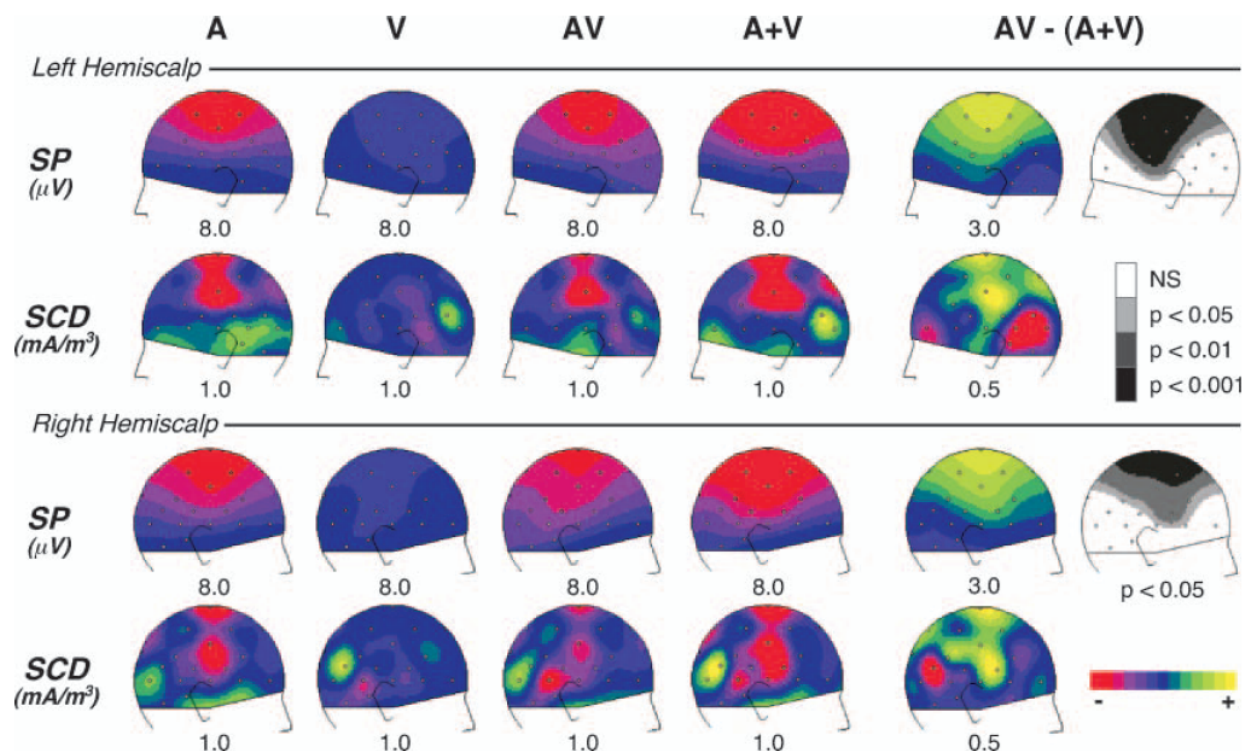 A V AV A+V AV - (A+V)
Left Hemiscalp
SP
(μV)
8.0 8.0 8.0 8.0 3.0
SCD
(mA/m³)
1.0 1.0 1.0 1.0 0.5
NS
p < 0.05
p < 0.01
p < 0.001
Right Hemiscalp
SP
(μV)
8.0 8.0 8.0 8.0 3.0 p < 0.05
SCD
(mA/m³)
1.0 1.0 1.0 1.0 0.5
- +